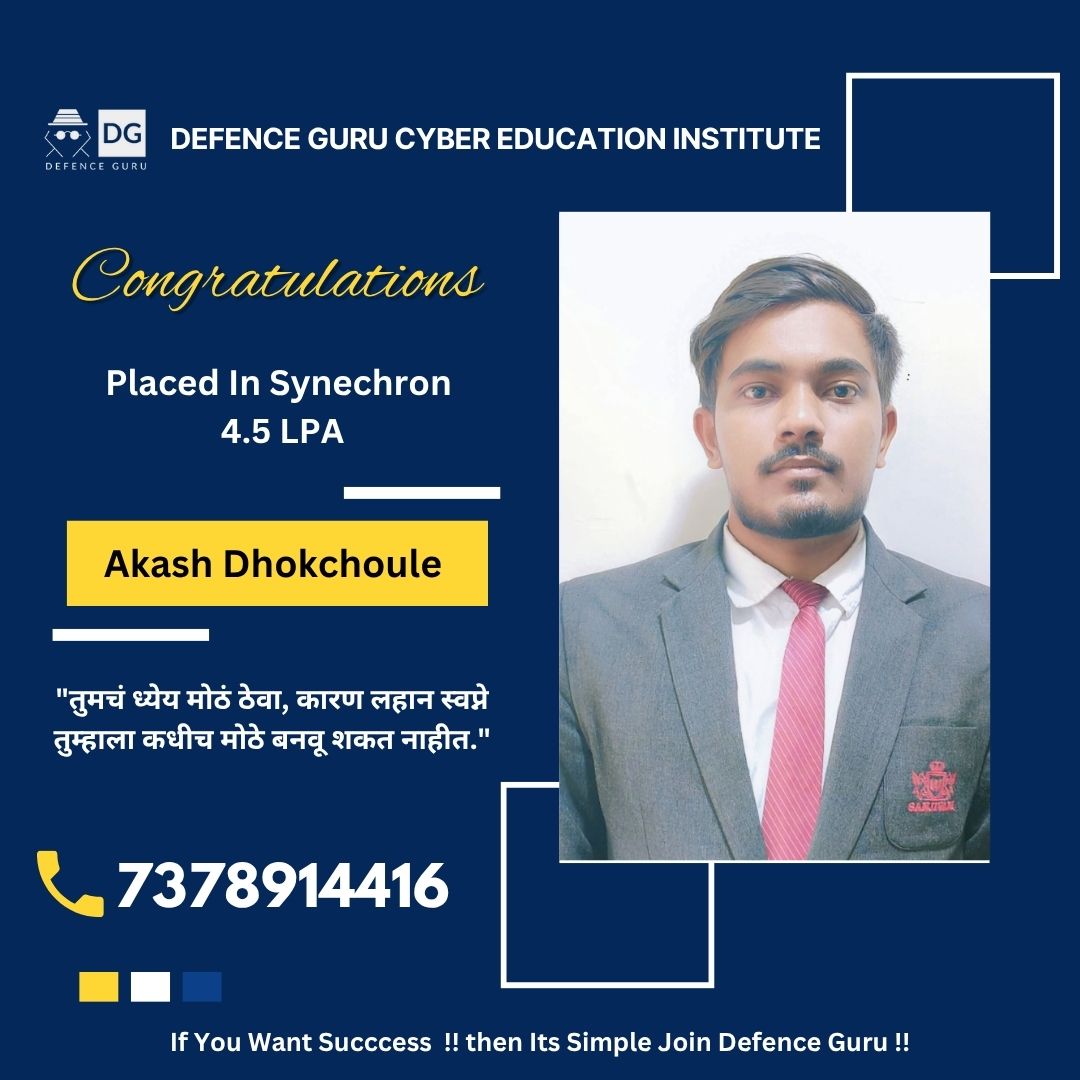 DG
DEFENCE GURU
DEFENCE GURU CYBER EDUCATION INSTITUTE
Congratulations
Placed In Synechron
4.5 LPA
Akash Dhokchoule
"तुमचं ध्येय मोठं ठेवा, कारण लहान स्वप्ने
तुम्हाला कधीच मोठे बनवू शकत नाहीत."
7378914416
If You Want Succcess !! then Its Simple Join Defence Guru !!